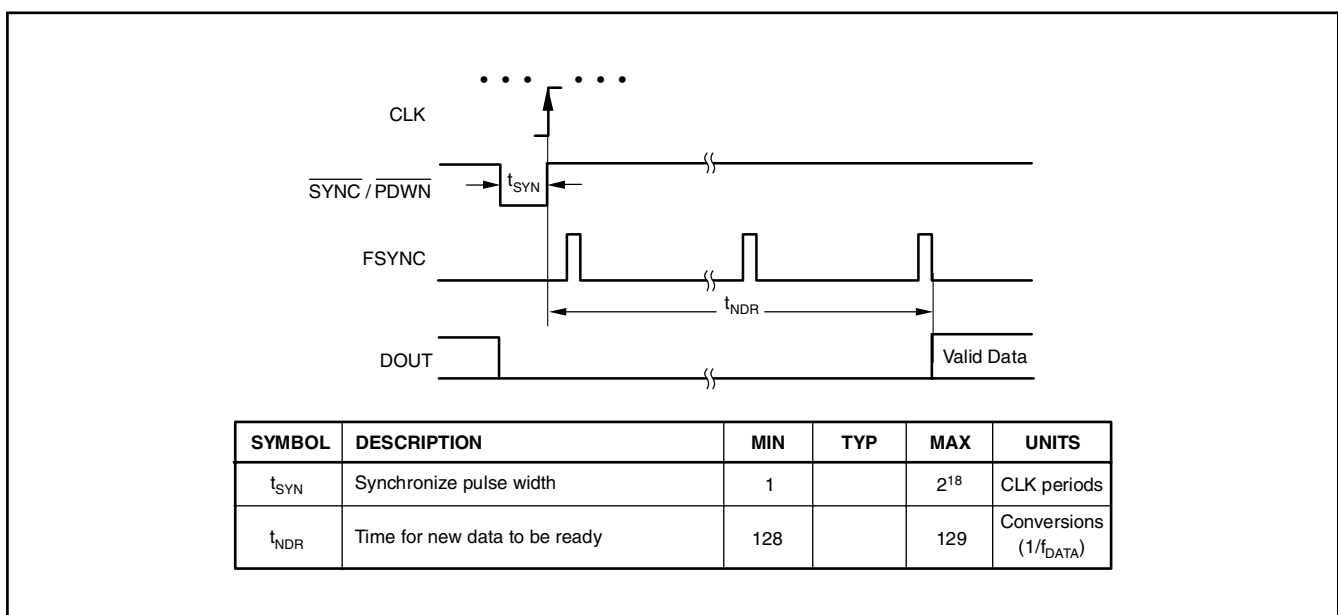 • • • • • •
CLK
SYNC / PDWN
t_SYN
FSYNC
t_NDR
DOUT
Valid Data
SYMBOL DESCRIPTION MIN TYP MAX UNITS
t_SYN Synchronize pulse width 1 2^18 CLK periods
t_NDR Time for new data to be ready 128 129 Conversions (1/f_DATA)